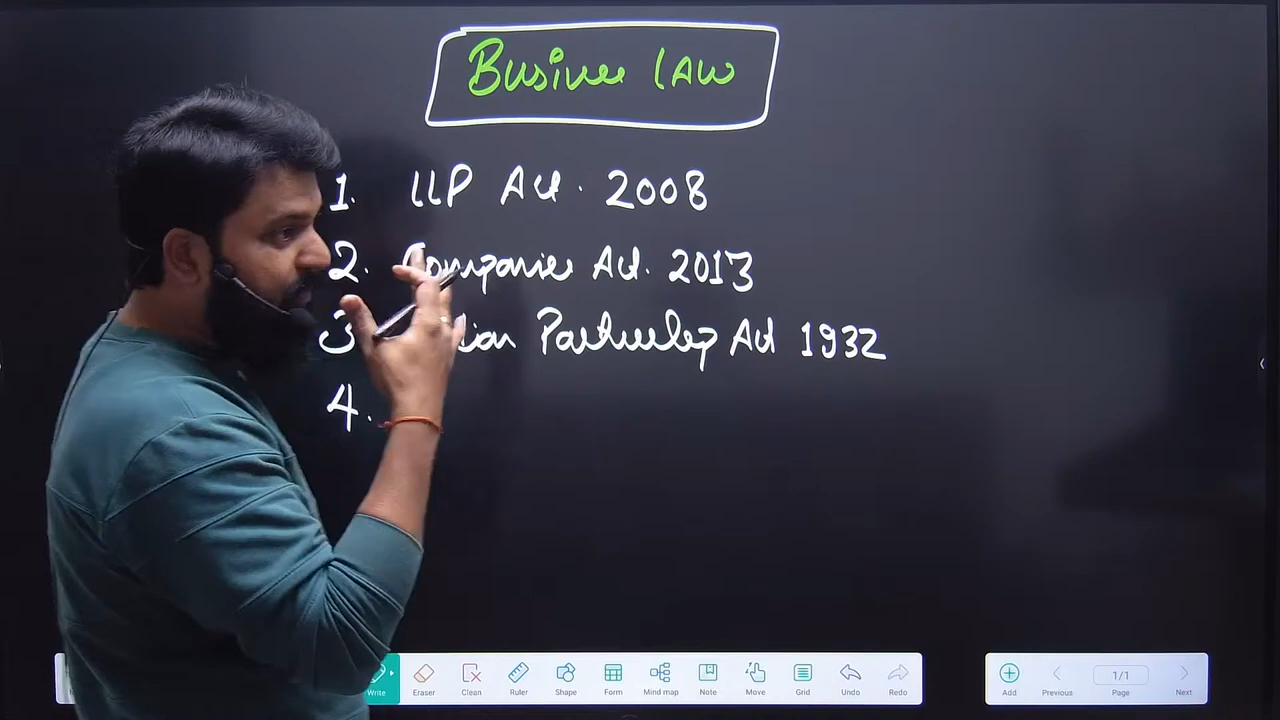 Business LAW
1. LLP Act. 2008
2. Companies Act. 2013
3 Partnership Act 1932
4.
Write
Eraser
Clean
Ruler
Shape
Form
Mind map
Note
Move
Grid
Undo
Redo
Add
Previous
1/1
Page
Next